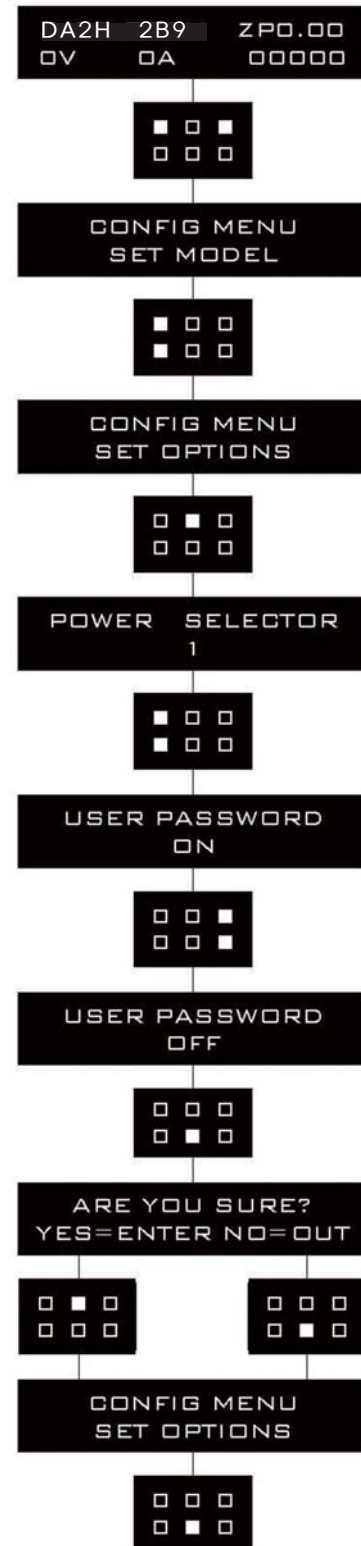 DA2H 2B9 ZP0.00
0V 0A 00000
CONFIG MENU
SET MODEL
CONFIG MENU
SET OPTIONS
POWER SELECTOR
1
USER PASSWORD
ON
USER PASSWORD
OFF
ARE YOU SURE?
YES=ENTER NO=OUT
CONFIG MENU
SET OPTIONS